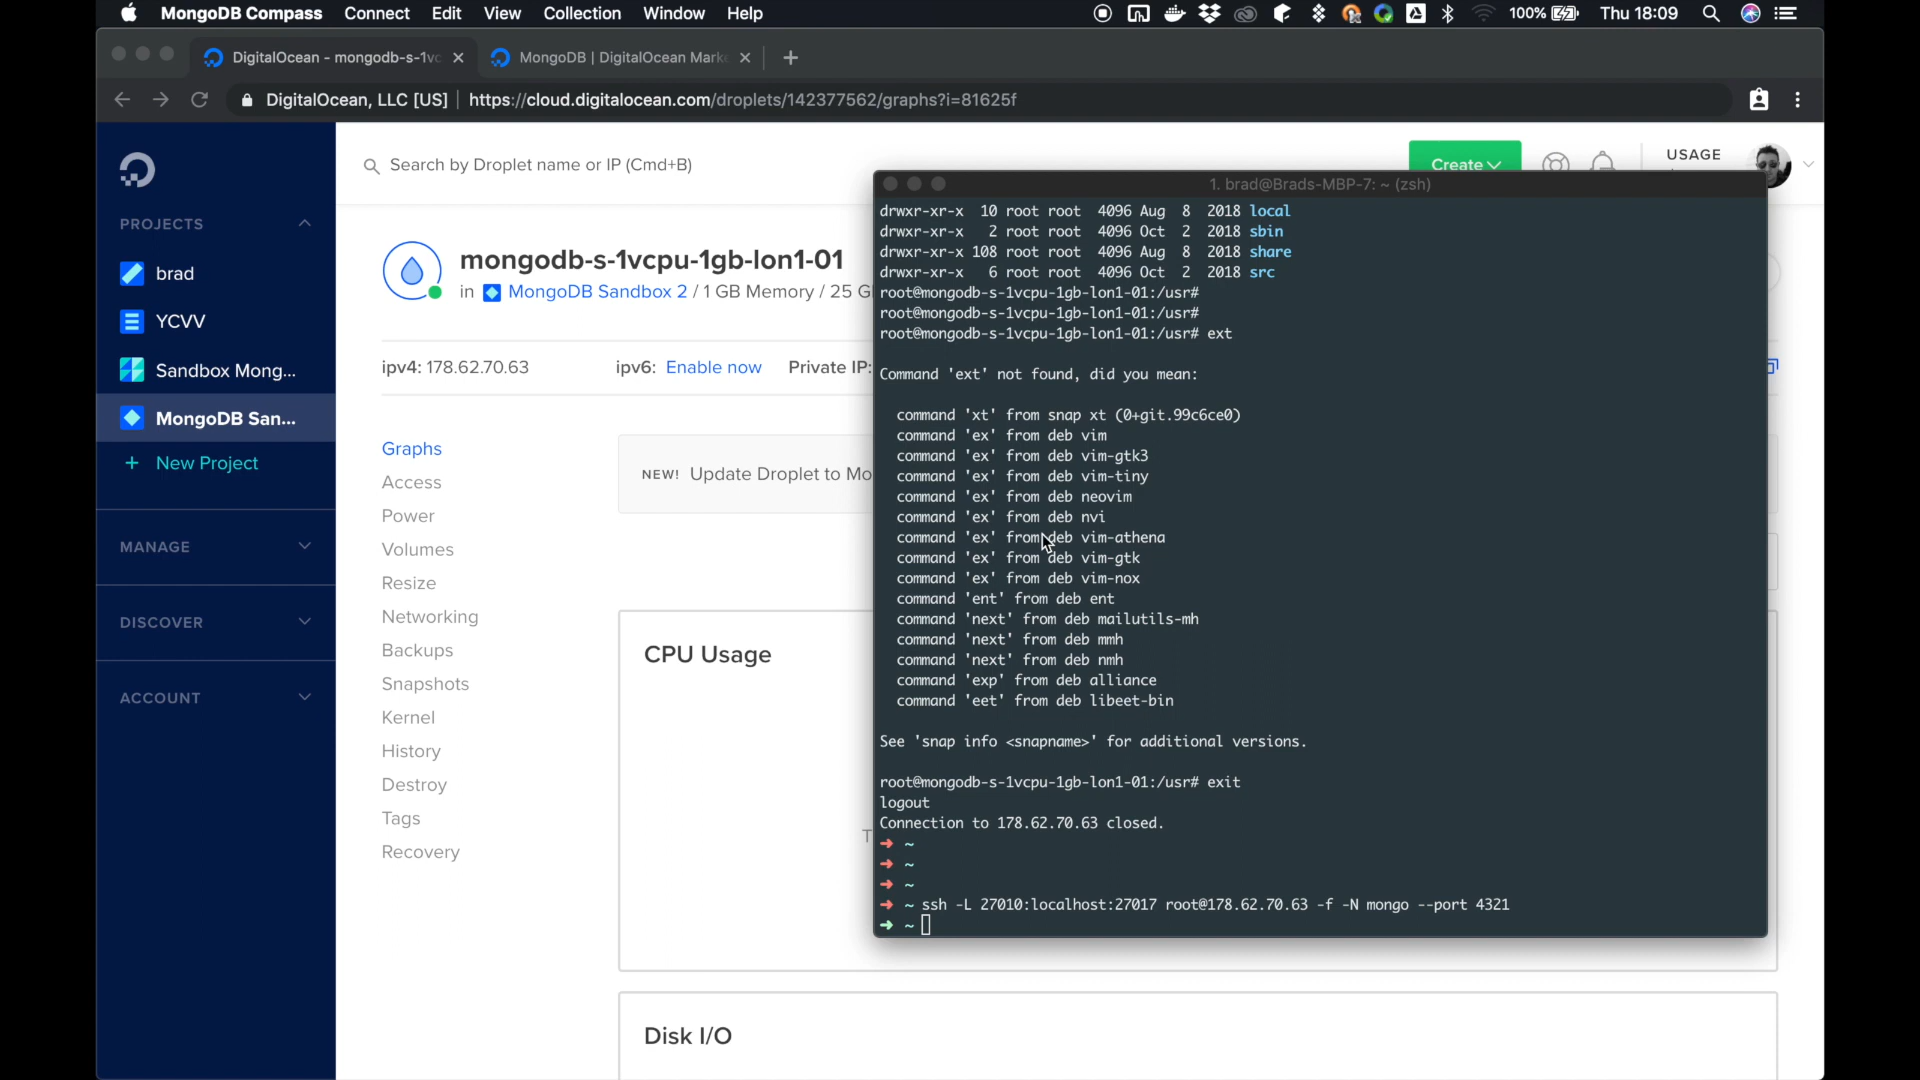 MongoDB Compass Connect Edit View Collection Window Help 100% Thu 18:09
DigitalOcean - mongodb-s-1vc
MongoDB | DigitalOcean Mark
DigitalOcean, LLC [US] | https://cloud.digitalocean.com/droplets/142377562/graphs?i=81625f
PROJECTS
brad
YCVV
Sandbox Mong...
MongoDB San...
+ New Project
MANAGE
DISCOVER
ACCOUNT
Search by Droplet name or IP (Cmd+B)
Create
USAGE
mongodb-s-1vcpu-1gb-lon1-01
in MongoDB Sandbox 2 / 1 GB Memory / 25 G
ipv4: 178.62.70.63 ipv6: Enable now Private IP:
Graphs
Access
Power
Volumes
Resize
Networking
Backups
Snapshots
Kernel
History
Destroy
Tags
Recovery
NEW! Update Droplet to Mo
CPU Usage
T
Disk I/O
1. brad@Brads-MBP-7: ~ (zsh)
drwxr-xr-x 10 root root 4096 Aug 8 2018 local
drwxr-xr-x 2 root root 4096 Oct 2 2018 sbin
drwxr-xr-x 108 root root 4096 Aug 8 2018 share
drwxr-xr-x 6 root root 4096 Oct 2 2018 src
root@mongodb-s-1vcpu-1gb-lon1-01:/usr#
root@mongodb-s-1vcpu-1gb-lon1-01:/usr#
root@mongodb-s-1vcpu-1gb-lon1-01:/usr# ext
Command 'ext' not found, did you mean:
command 'xt' from snap xt (0+git.99c6ce0)
command 'ex' from deb vim
command 'ex' from deb vim-gtk3
command 'ex' from deb vim-tiny
command 'ex' from deb neovim
command 'ex' from deb nvi
command 'ex' from deb vim-athena
command 'ex' from deb vim-gtk
command 'ex' from deb vim-nox
command 'ent' from deb ent
command 'next' from deb mailutils-mh
command 'next' from deb mmh
command 'next' from deb nmh
command 'exp' from deb alliance
command 'eet' from deb libeet-bin
See 'snap info <snapname>' for additional versions.
root@mongodb-s-1vcpu-1gb-lon1-01:/usr# exit
logout
Connection to 178.62.70.63 closed.
➜ ~
➜ ~
➜ ~
➜ ~ ssh -L 27010:localhost:27017 root@178.62.70.63 -f -N mongo --port 4321
➜ ~